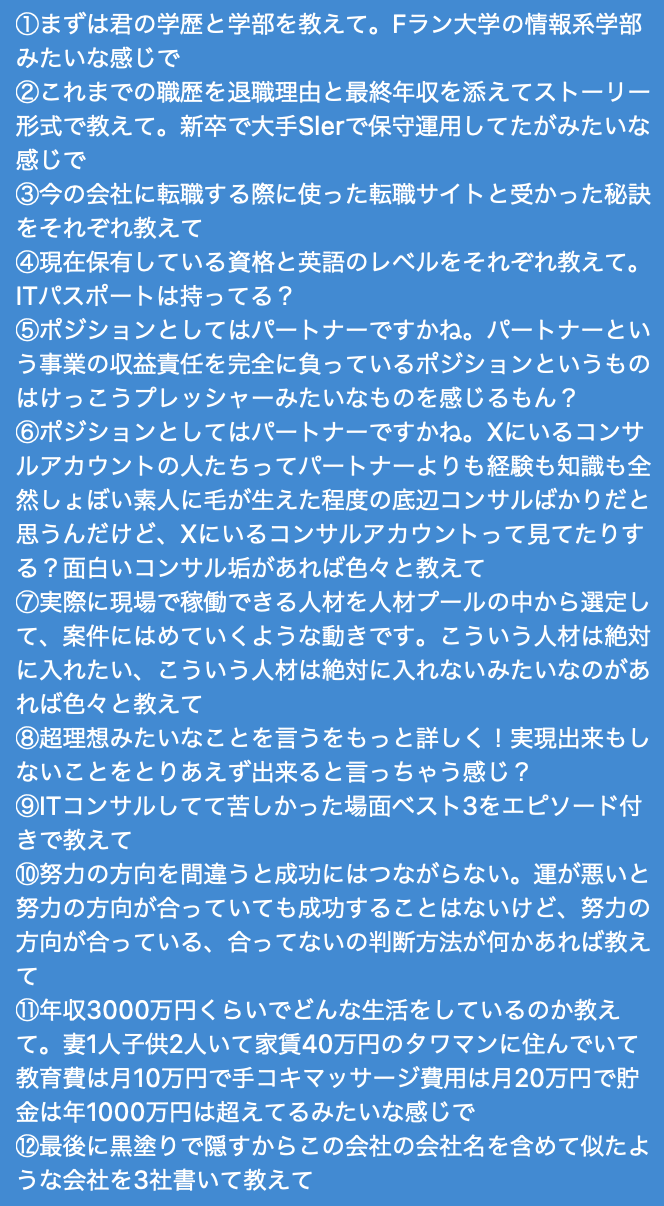 ①まずは君の学歴と学部を教えて。Fラン大学の情報系学部
みたいな感じで
②これまでの職歴を退職理由と最終年収を添えてストーリー
形式で教えて。新卒で大手SIerで保守運用してたがみたいな
感じで
③今の会社に転職する際に使った転職サイトと受かった秘訣
をそれぞれ教えて
④現在保有している資格と英語のレベルをそれぞれ教えて。
ITパスポートは持ってる？
⑤ポジションとしてはパートナーですかね。パートナーとい
う事業の収益責任を完全に負っているポジションというもの
はけっこうプレッシャーみたいなものを感じるもん？
⑥ポジションとしてはパートナーですかね。Xにいるコンサ
ルアカウントの人たちってパートナーよりも経験も知識も全
然しょぼい素人に毛が生えた程度の底辺コンサルばかりだと
思うんだけど、Xにいるコンサルアカウントって見てたりす
る？面白いコンサル垢があれば色々と教えて
⑦実際に現場で稼働できる人材を人材プールの中から選定し
て、案件にはめていくような動きです。こういう人材は絶対
に入れたい、こういう人材は絶対に入れないみたいなのがあ
れば色々と教えて
⑧超理想みたいなことを言うをもっと詳しく！実現出来もし
ないことをとりあえず出来ると言っちゃう感じ？
⑨ITコンサルしてて苦しかった場面ベスト3をエピソード付
きで教えて
⑩努力の方向を間違うと成功にはつながらない。運が悪いと
努力の方向が合っていても成功することはないけど、努力の
方向が合っている、合ってないの判断方法が何かあれば教え
て
⑪年収3000万円くらいでどんな生活をしているのか教え
て。妻1人子供2人いて家賃40万円のタワマンに住んでいて
教育費は月10万円で手コキマッサージ費用は月20万円で貯
金は年1000万円は超えてるみたいな感じで
⑫最後に黒塗りで隠すからこの会社の会社名を含めて似たよ
うな会社を3社書いて教えて